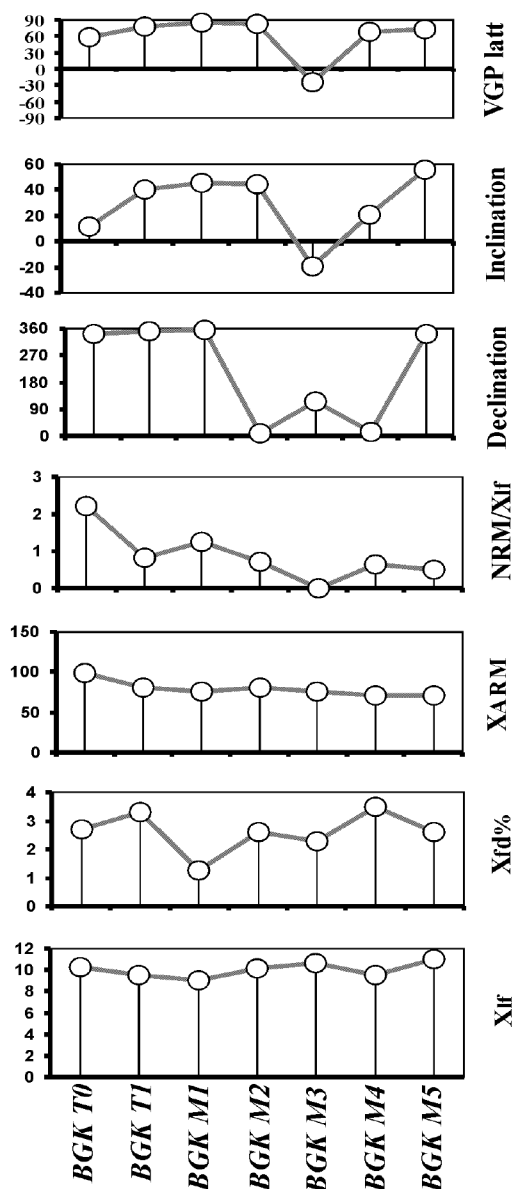 90
60
30
0
-30
-60
-90
VGP latt
60
40
20
0
-20
-40
Inclination
360
270
180
90
0
Declination
3
2
1
0
NRM/Xlf
150
100
50
0
XARM
4
3
2
1
0
Xfd%
12
10
8
6
4
2
0
Xlf
BGK T0
BGK T1
BGK M1
BGK M2
BGK M3
BGK M4
BGK M5